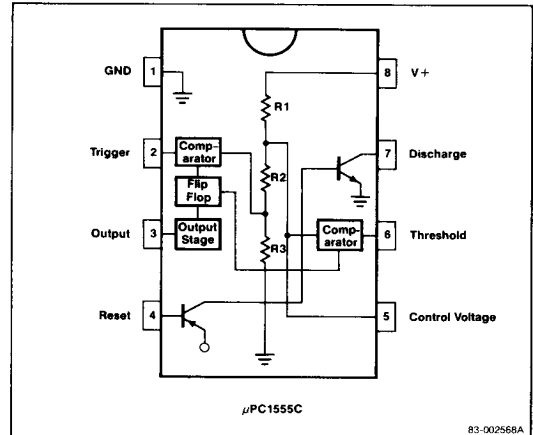 GND 1
8 V+
R1
Trigger 2
Comp-
arator
7 Discharge
R2
Flip
Flop
Output 3
Output
Stage
R3
Comp-
arator
6 Threshold
Reset 4
5 Control Voltage
μPC1555C
83-002568A